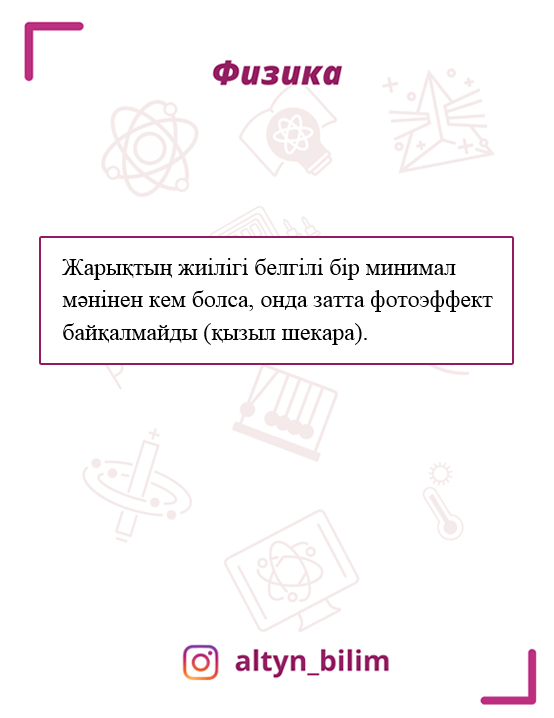 Физика
Жарықтың жиілігі белгілі бір минимал
мәнінен кем болса, онда затта фотоэффект
байқалмайды (қызыл шекара).
altyn_bilim